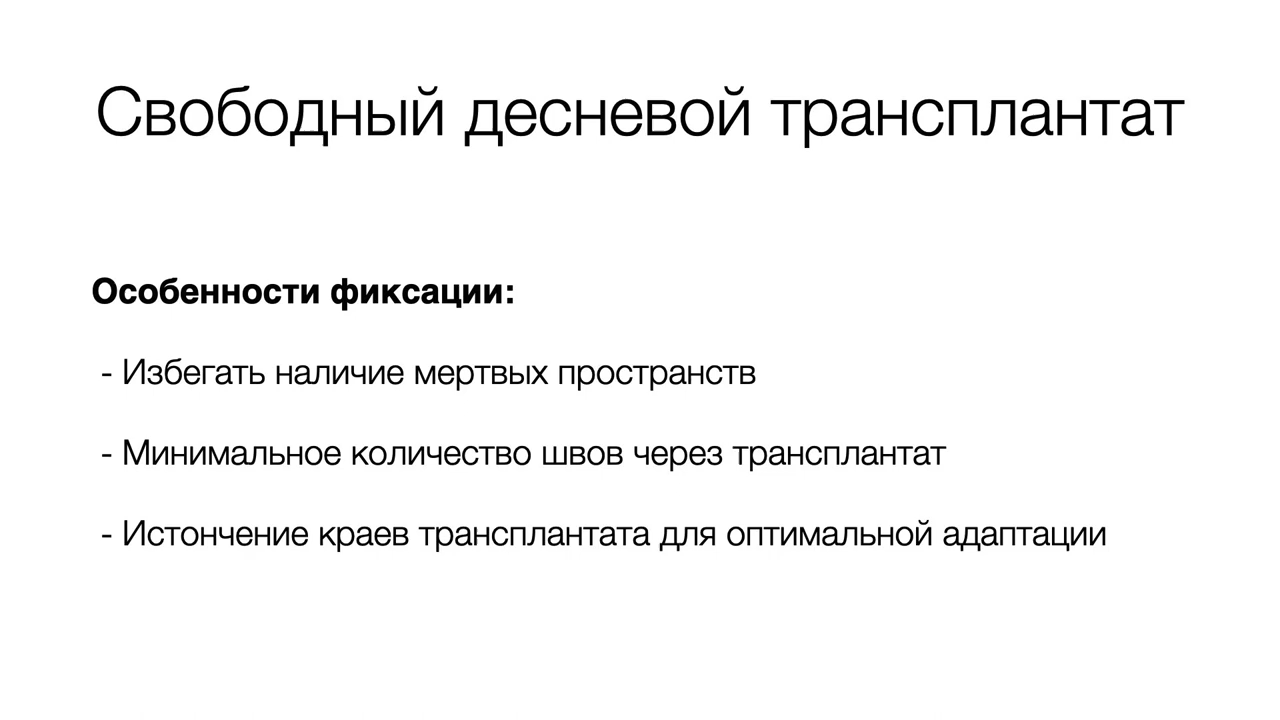 Свободный десневой трансплантат
Особенности фиксации:
- Избегать наличие мертвых пространств
- Минимальное количество швов через трансплантат
- Истончение краев трансплантата для оптимальной адаптации